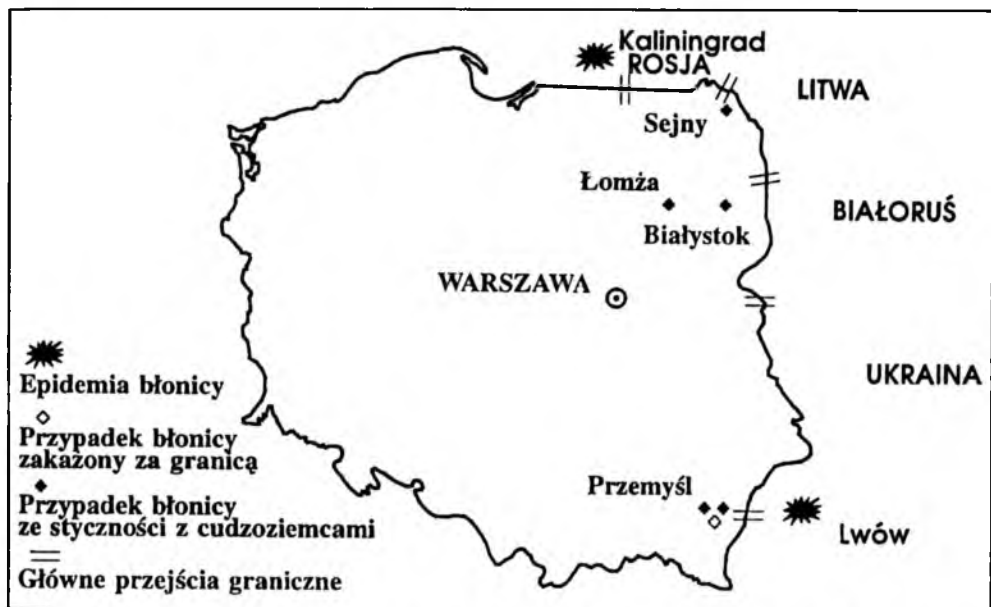 Kaliningrad
ROSJA
LITWA
Sejny
Łomża
BIAŁORUŚ
Białystok
WARSZAWA
UKRAINA
Epidemia błonicy
Przypadek błonicy
zakażony za granicą
Przemyśl
Przypadek błonicy
ze styczności z cudzoziemcami
Lwów
Główne przejścia graniczne